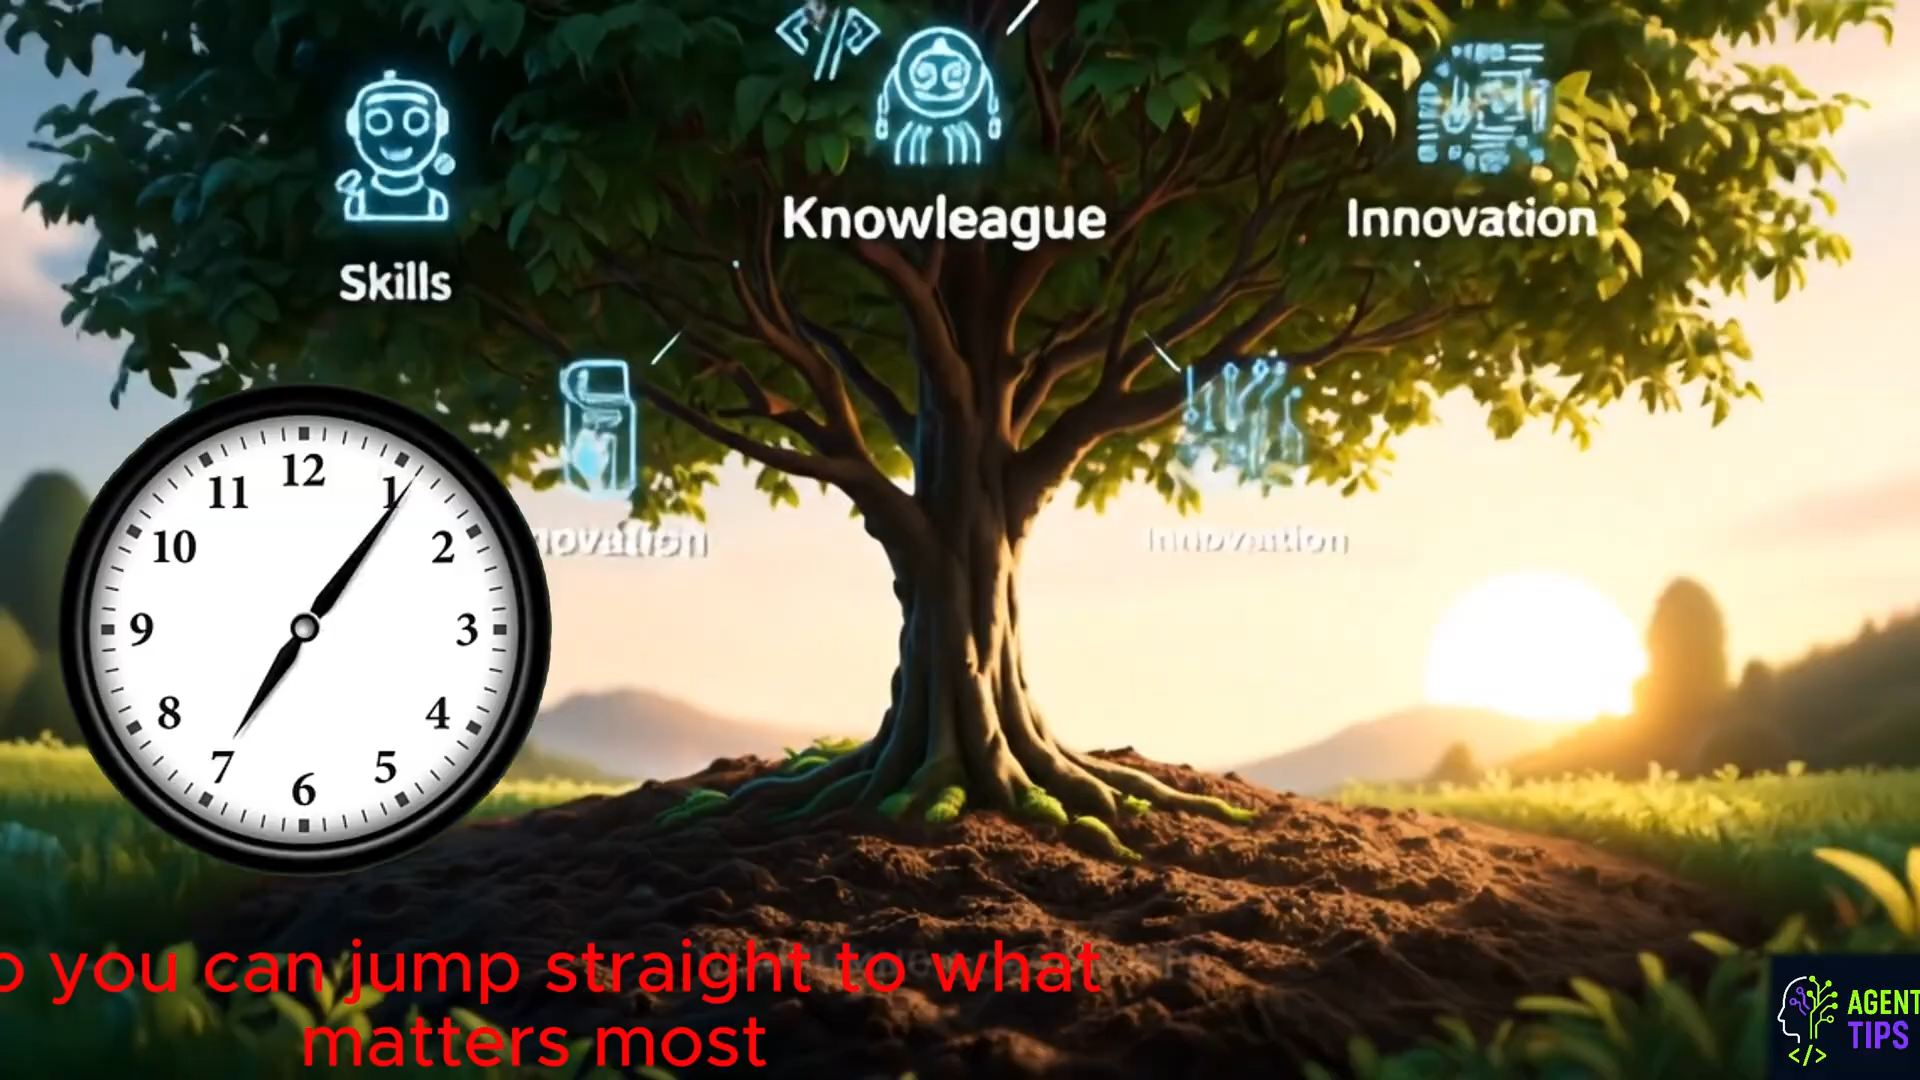 Knowleague
Innovation
Skills
novation
12
11
1
10
2
9
3
8
4
7
5
6
o you can jump straight to what
matters most
AGENT
TIPS
</>